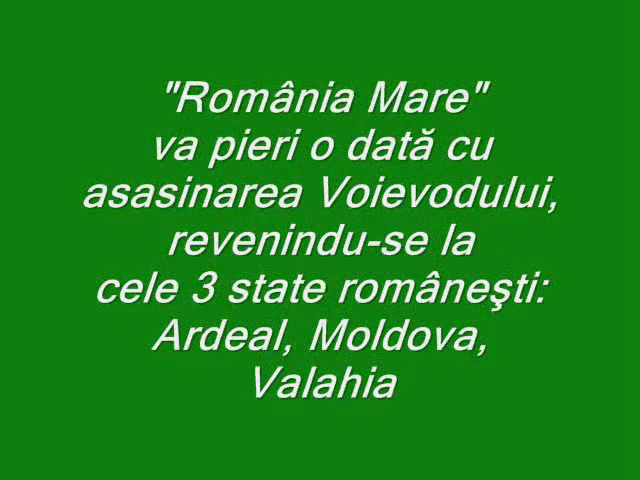 "România Mare"
va pieri o dată cu
asasinarea Voievodului,
revenindu-se la
cele 3 state româneşti:
Ardeal, Moldova,
Valahia